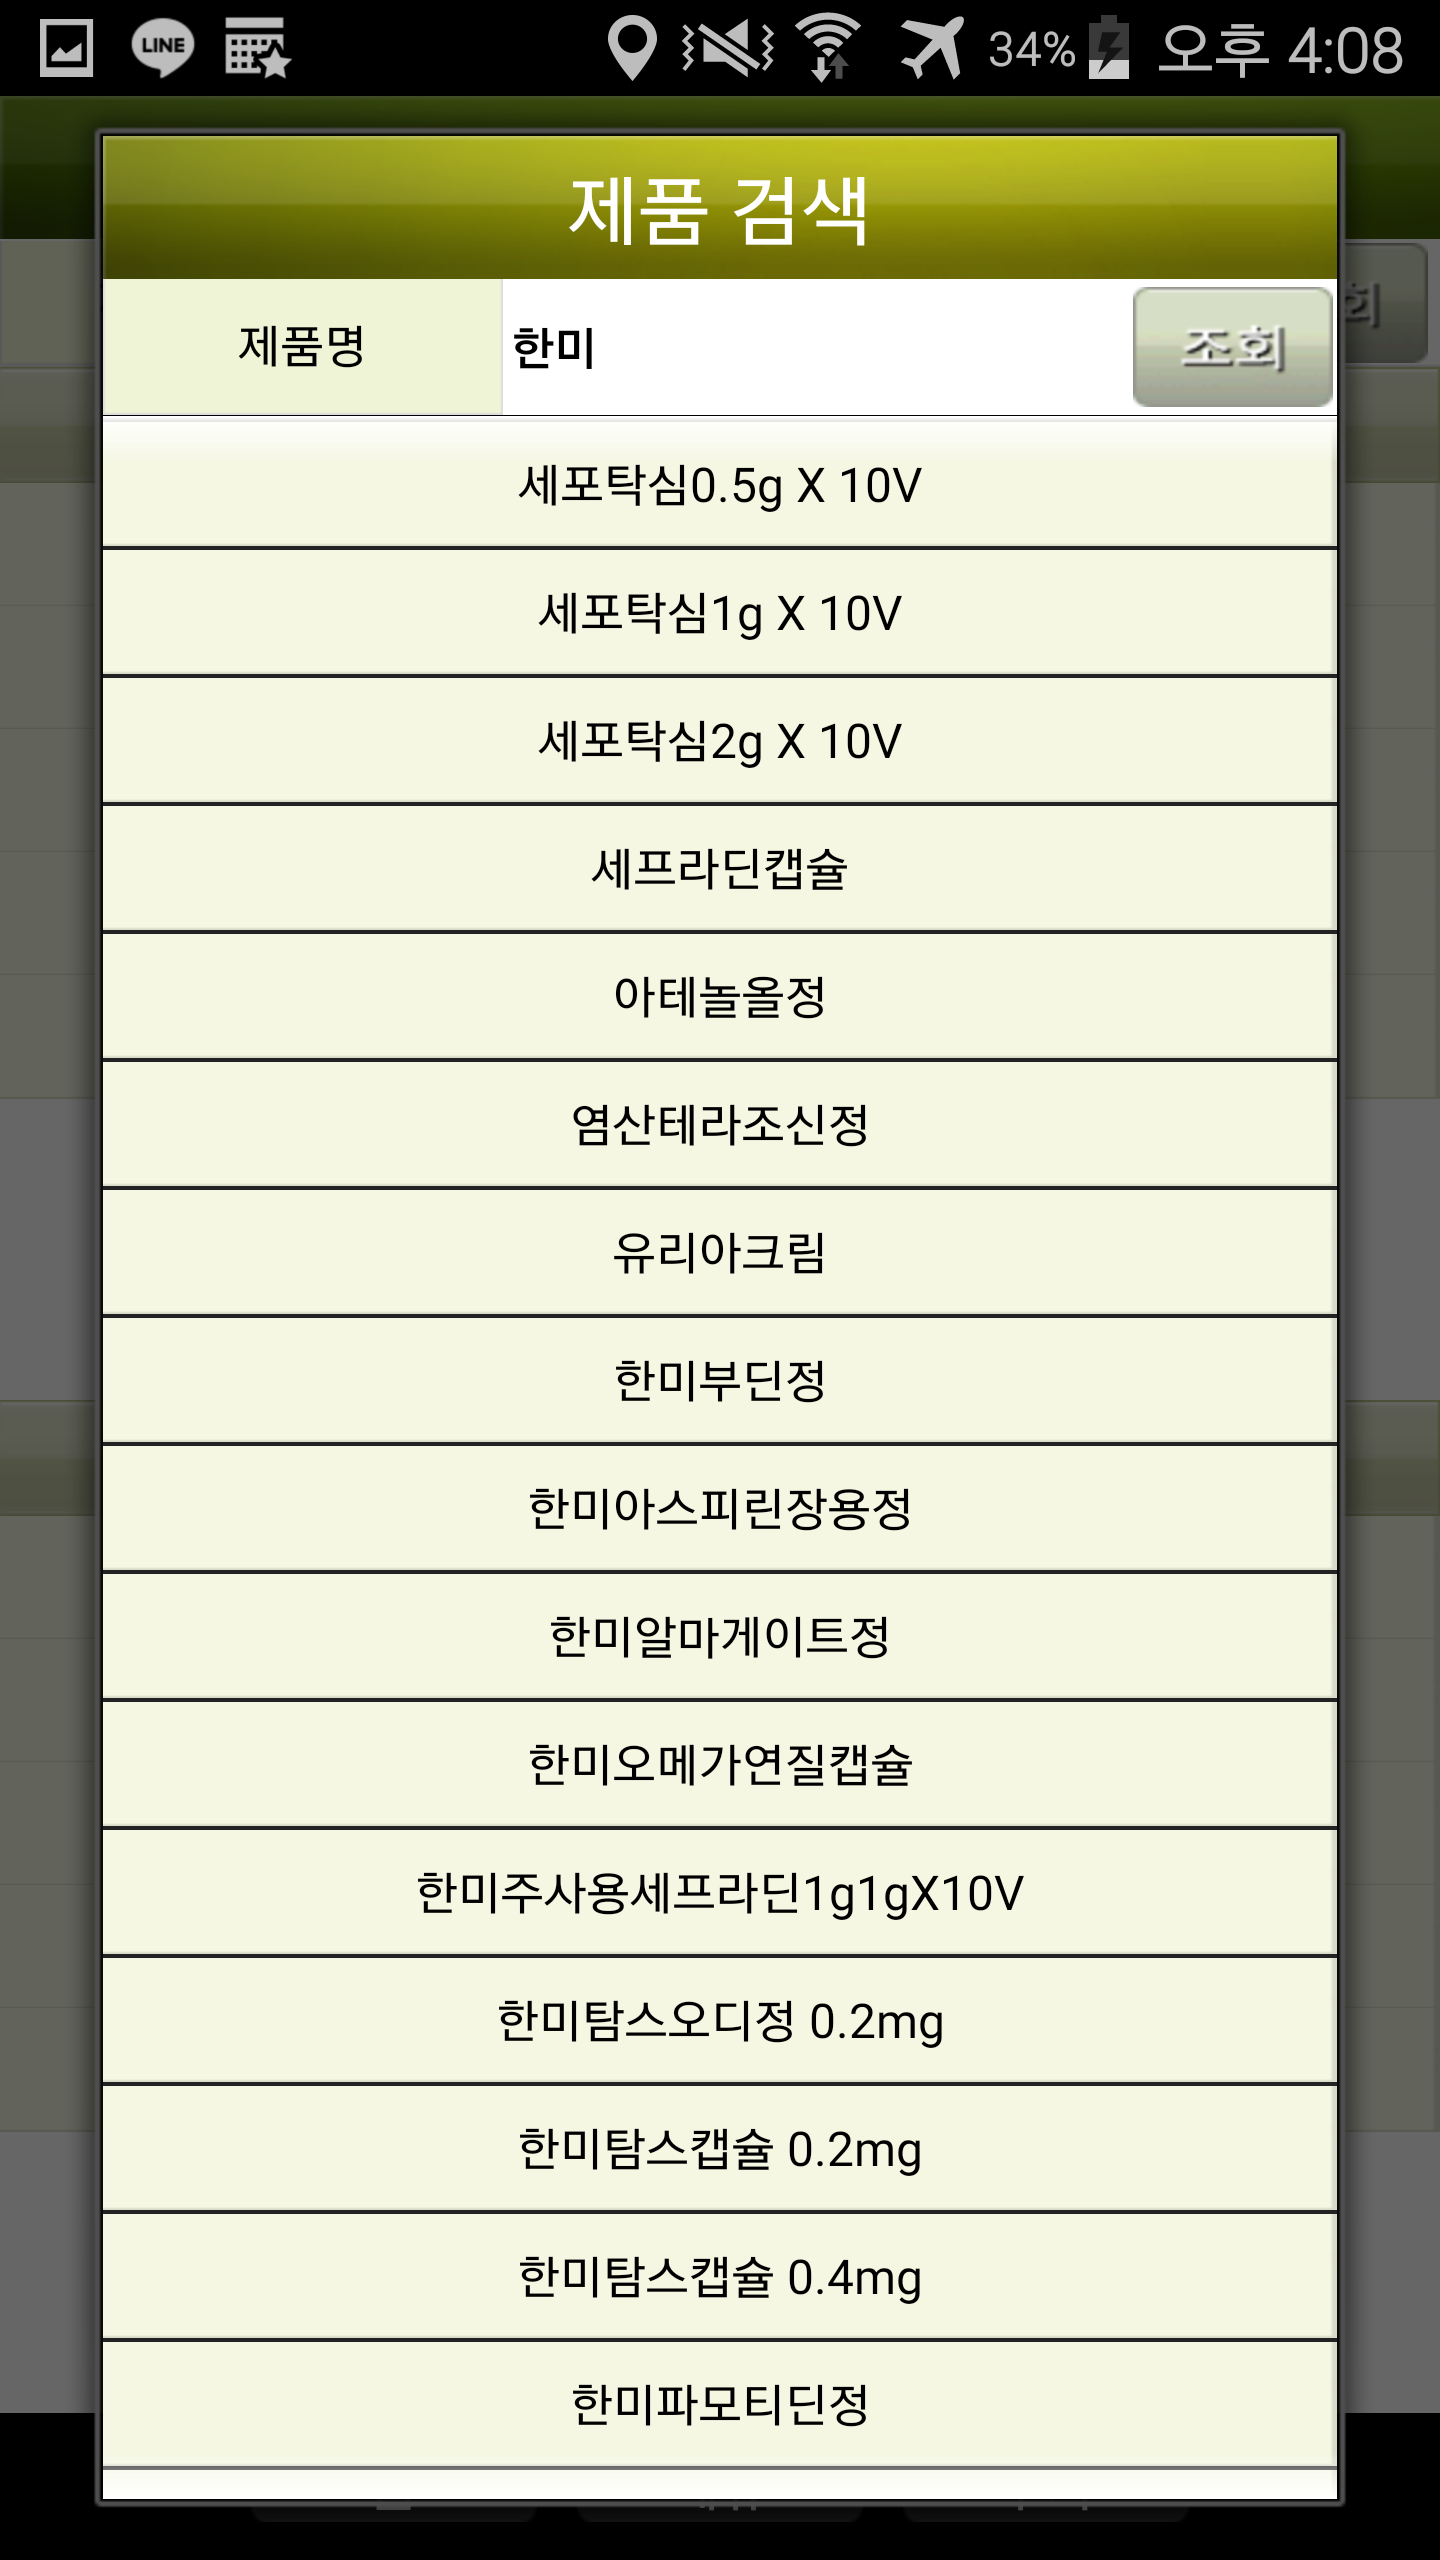 LINE
34%
오후 4:08
제품 검색
제품명
한미
조회
회
세포탁심0.5g X 10V
세포탁심1g X 10V
세포탁심2g X 10V
세프라딘캡슐
아테놀올정
염산테라조신정
유리아크림
한미부딘정
한미아스피린장용정
한미알마게이트정
한미오메가연질캡슐
한미주사용세프라딘1g1gX10V
한미탐스오디정 0.2mg
한미탐스캡슐 0.2mg
한미탐스캡슐 0.4mg
한미파모티딘정